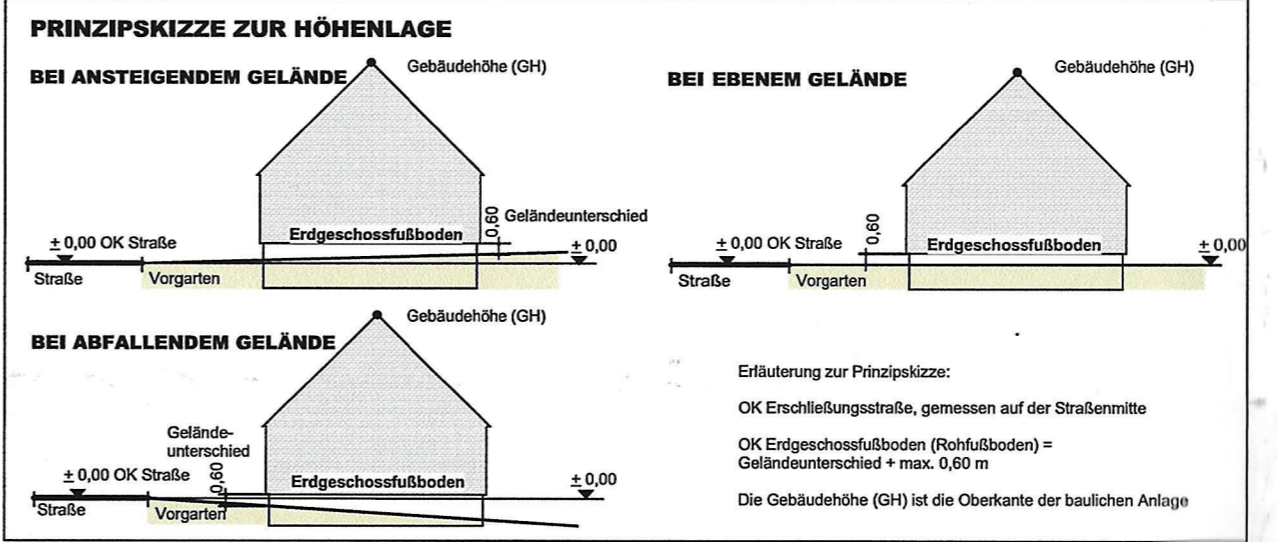 PRINZIPSKIZZE ZUR HÖHENLAGE
BEI ANSTEIGENDEM GELÄNDE
Gebäudehöhe (GH)
0,60
Geländeunterschied
Erdgeschossfußboden
± 0,00 OK Straße
± 0,00
Straße
Vorgarten
BEI EBENEM GELÄNDE
Gebäudehöhe (GH)
0,60
± 0,00 OK Straße
Erdgeschossfußboden
± 0,00
Straße
Vorgarten
BEI ABFALLENDEM GELÄNDE
Gebäudehöhe (GH)
Gelände-
unterschied
± 0,00 OK Straße
0,60
Erdgeschossfußboden
± 0,00
Straße
Vorgarten
Erläuterung zur Prinzipskizze:
OK Erschließungsstraße, gemessen auf der Straßenmitte
OK Erdgeschossfußboden (Rohfußboden) =
Geländeunterschied + max. 0,60 m
Die Gebäudehöhe (GH) ist die Oberkante der baulichen Anlage